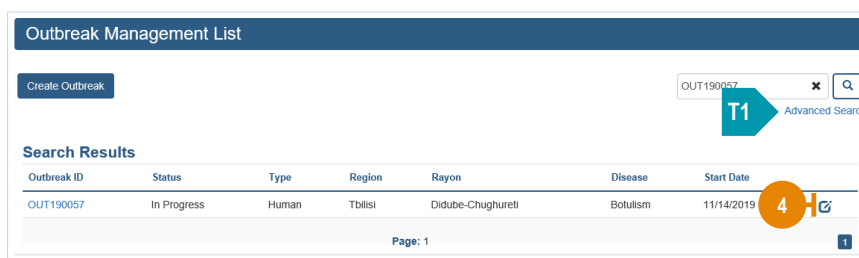 Outbreak Management List
Create Outbreak
OUT190057
T1
Advanced Searc
Search Results
Outbreak ID Status Type Region Rayon Disease Start Date
OUT190057 In Progress Human Tbilisi Didube-Chughureti Botulism 11/14/2019 4
Page: 1 1